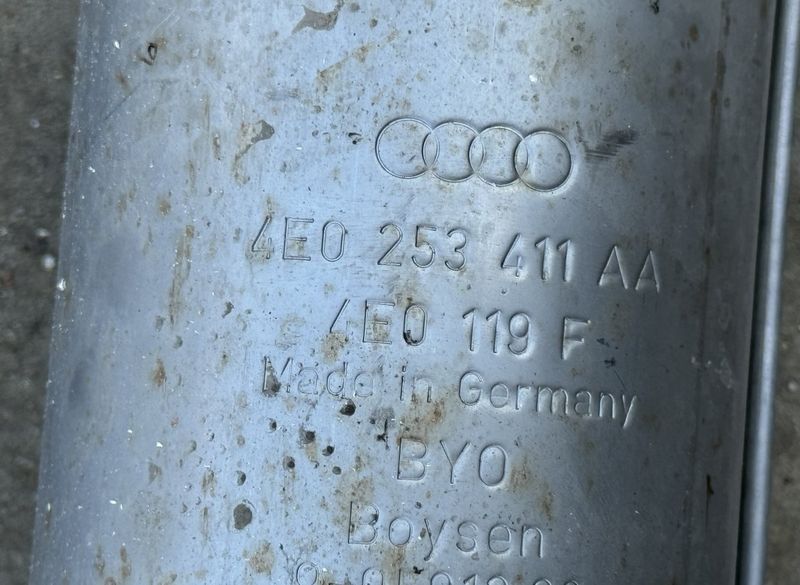 4E0 253 411 AA
4E0 119 F
Made in Germany
BYO
Boysen